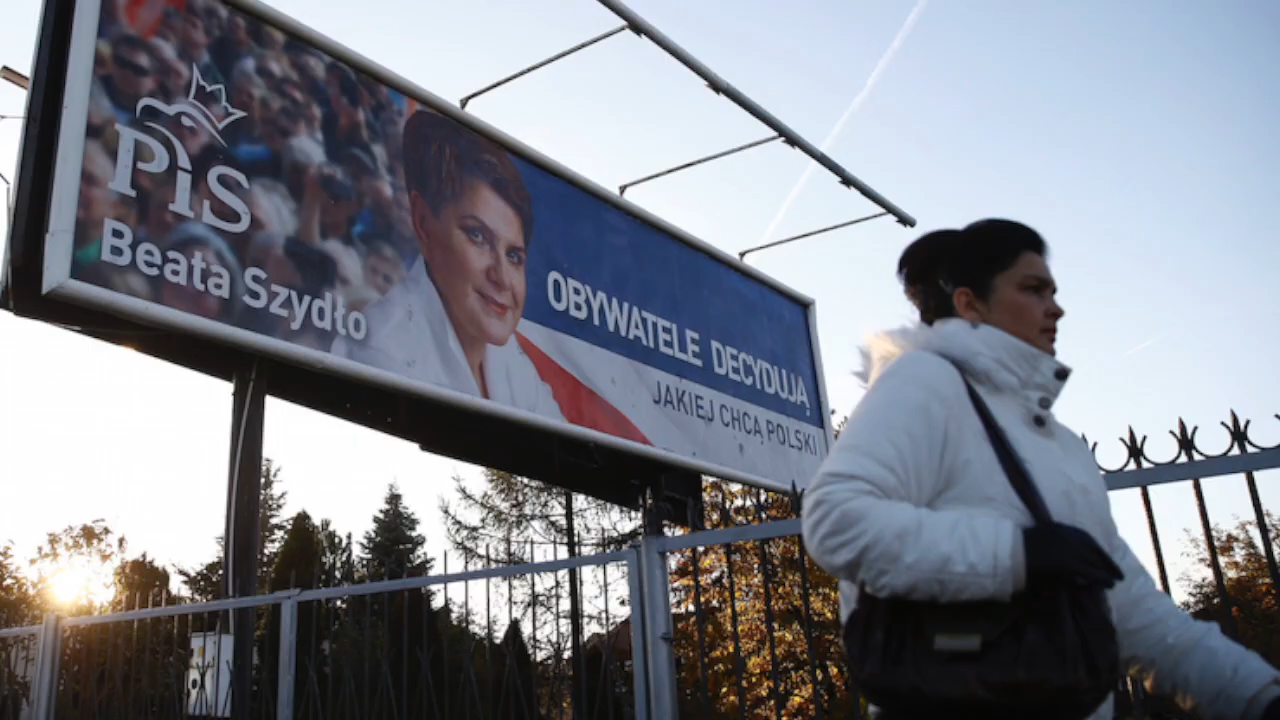 PiS
Beata Szydło
OBYWATELE DECYDUJĄ
JAKIEJ CHCĄ POLSKI